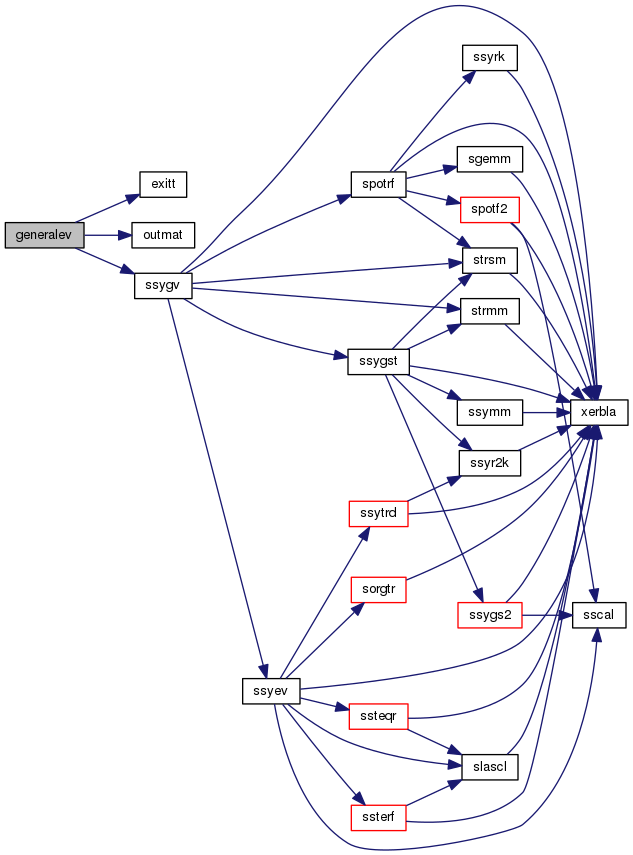 ssyrk
sgemm
exitt
spotrf
spotf2
generalev
outmat
strsm
ssygv
strmm
ssygst
ssymm
xerbla
ssyr2k
ssytrd
sorgtr
ssygs2
sscal
ssyev
ssteqr
slascl
ssterf